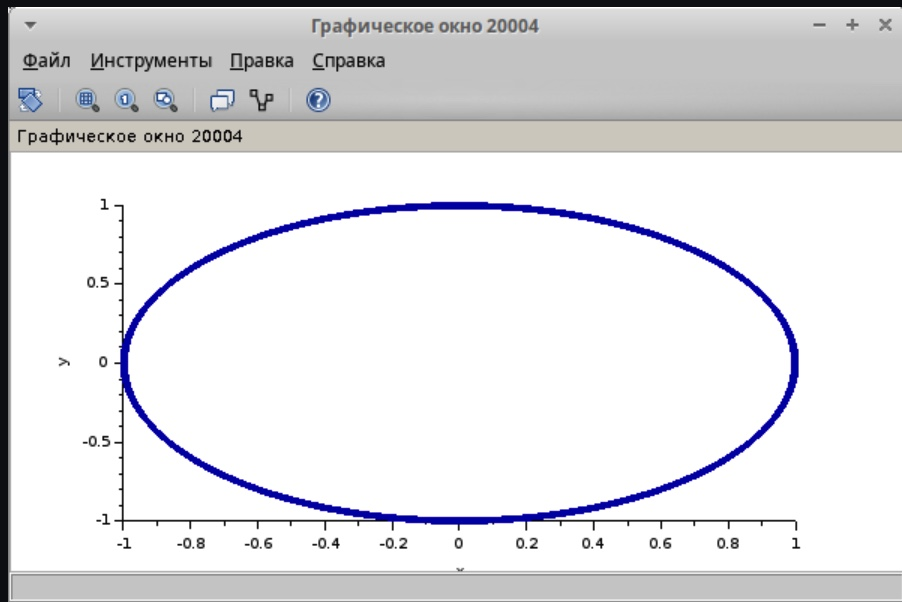 Графическое окно 20004
Файл Инструменты Правка Справка
Графическое окно 20004
1
0.5
y
0
-0.5
-1
-1 -0.8 -0.6 -0.4 -0.2 0 0.2 0.4 0.6 0.8 1